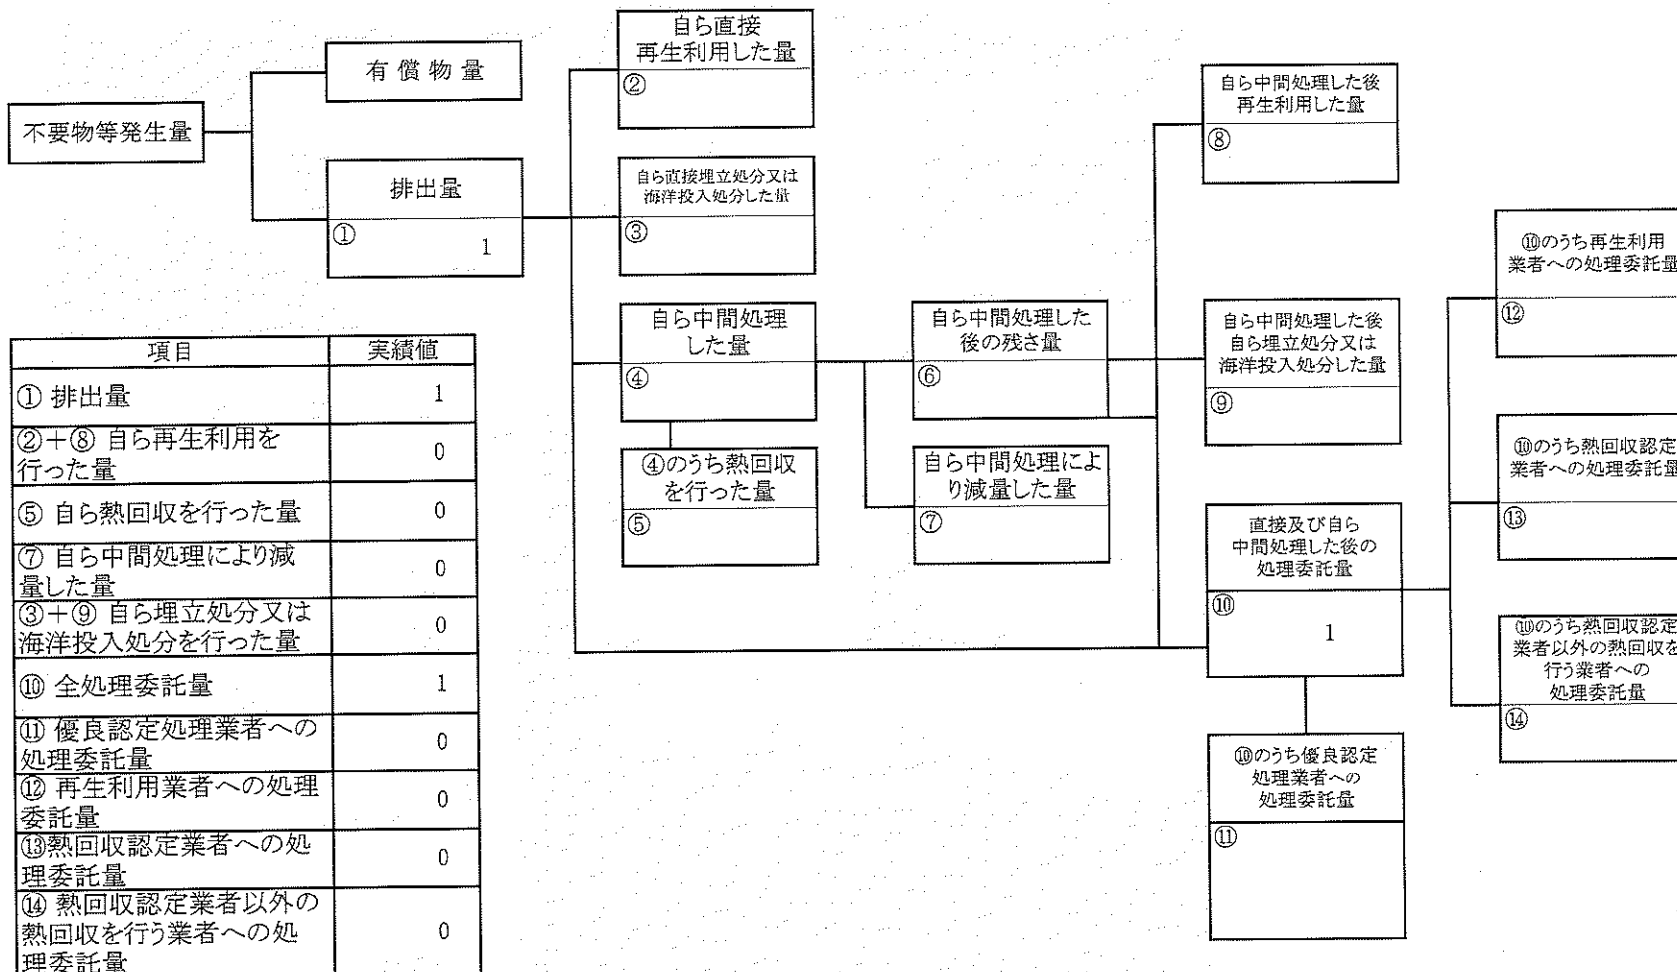 不要物等発生量
有償物量
排出量
①
1
自ら直接
再生利用した量
②
自ら直接埋立処分又は
海洋投入処分した量
③
自ら中間処理
した量
④
④のうち熱回収
を行った量
⑤
自ら中間処理した
後の残さ量
⑥
自ら中間処理によ
り減量した量
⑦
自ら中間処理した後
再生利用した量
⑧
自ら中間処理した後
自ら埋立処分又は
海洋投入処分した量
⑨
直接及び自ら
中間処理した後の
処理委託量
⑩
1
⑩のうち優良認定
処理業者への
処理委託量
⑪
⑩のうち再生利用
業者への処理委託量
⑫
⑩のうち熱回収認定
業者への処理委託量
⑬
⑩のうち熱回収認定
業者以外の熱回収を
行う業者への
処理委託量
⑭
項目 実績値
① 排出量 1
②+⑧ 自ら再生利用を
行った量 0
⑤ 自ら熱回収を行った量 0
⑦ 自ら中間処理により減
量した量 0
③+⑨ 自ら埋立処分又は
海洋投入処分を行った量 0
⑩ 全処理委託量 1
⑪ 優良認定処理業者への
処理委託量 0
⑫ 再生利用業者への処理
委託量 0
⑬熱回収認定業者への処
理委託量 0
⑭ 熱回収認定業者以外の
熱回収を行う業者への処
理委託量 0